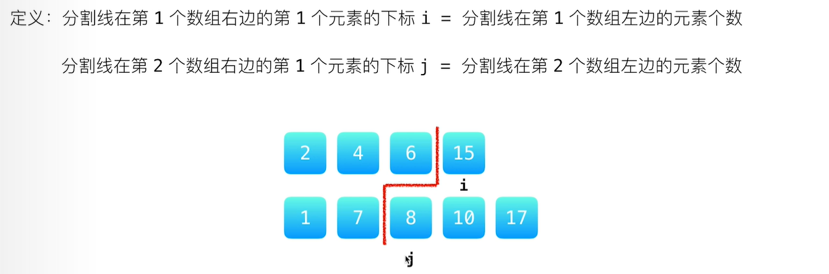 定义：分割线在第 1 个数组右边的第 1 个元素的下标 i = 分割线在第 1 个数组左边的元素个数
分割线在第 2 个数组右边的第 1 个元素的下标 j = 分割线在第 2 个数组左边的元素个数
2 4 6 15
i
1 7 8 10 17
j